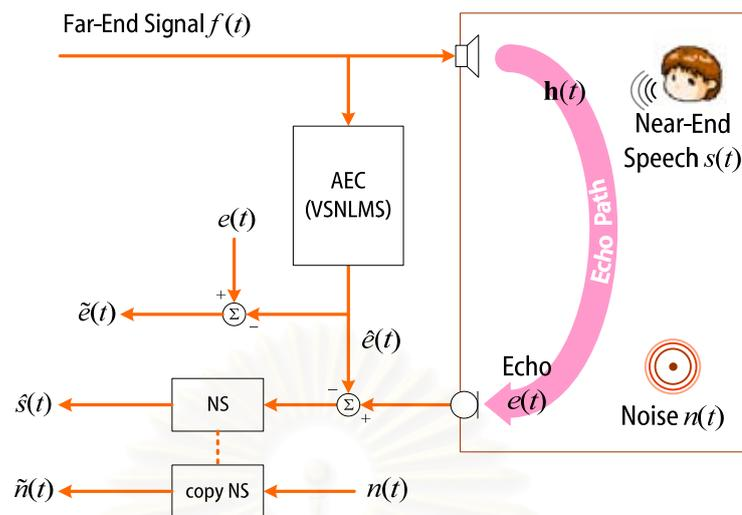 Far-End Signal f(t)
h(t)
Near-End
Speech s(t)
AEC
(VSNLMS)
Echo Path
e(t)
+
ẽ(t)
Σ
−
ê(t)
Echo
e(t)
Noise n(t)
ŝ(t)
NS
−
Σ
+
ñ(t)
copy NS
n(t)